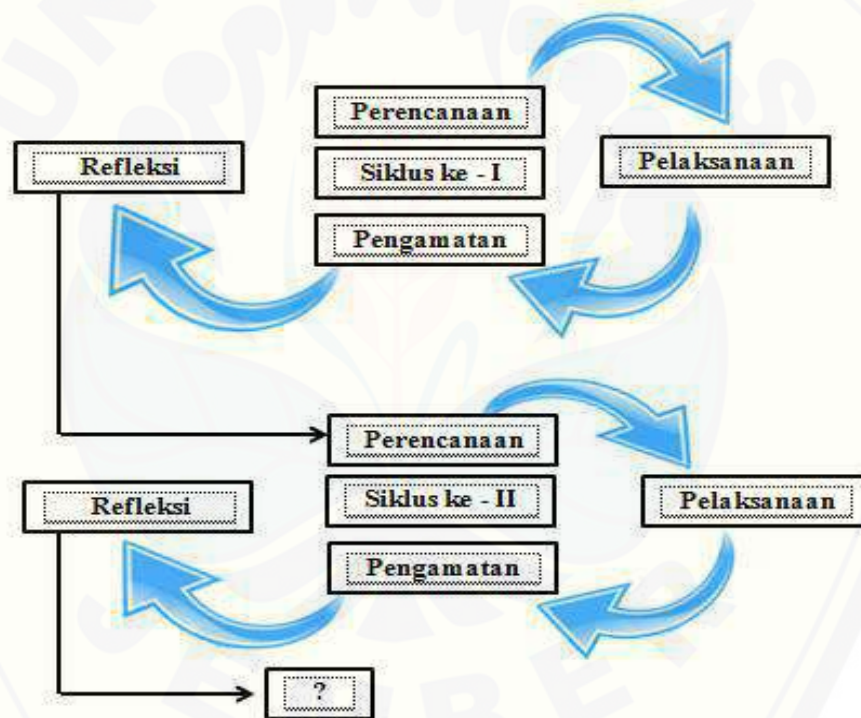 Perencanaan
Refleksi
Siklus ke - I
Pelaksanaan
Pengamatan
Perencanaan
Refleksi
Siklus ke - II
Pelaksanaan
Pengamatan
?